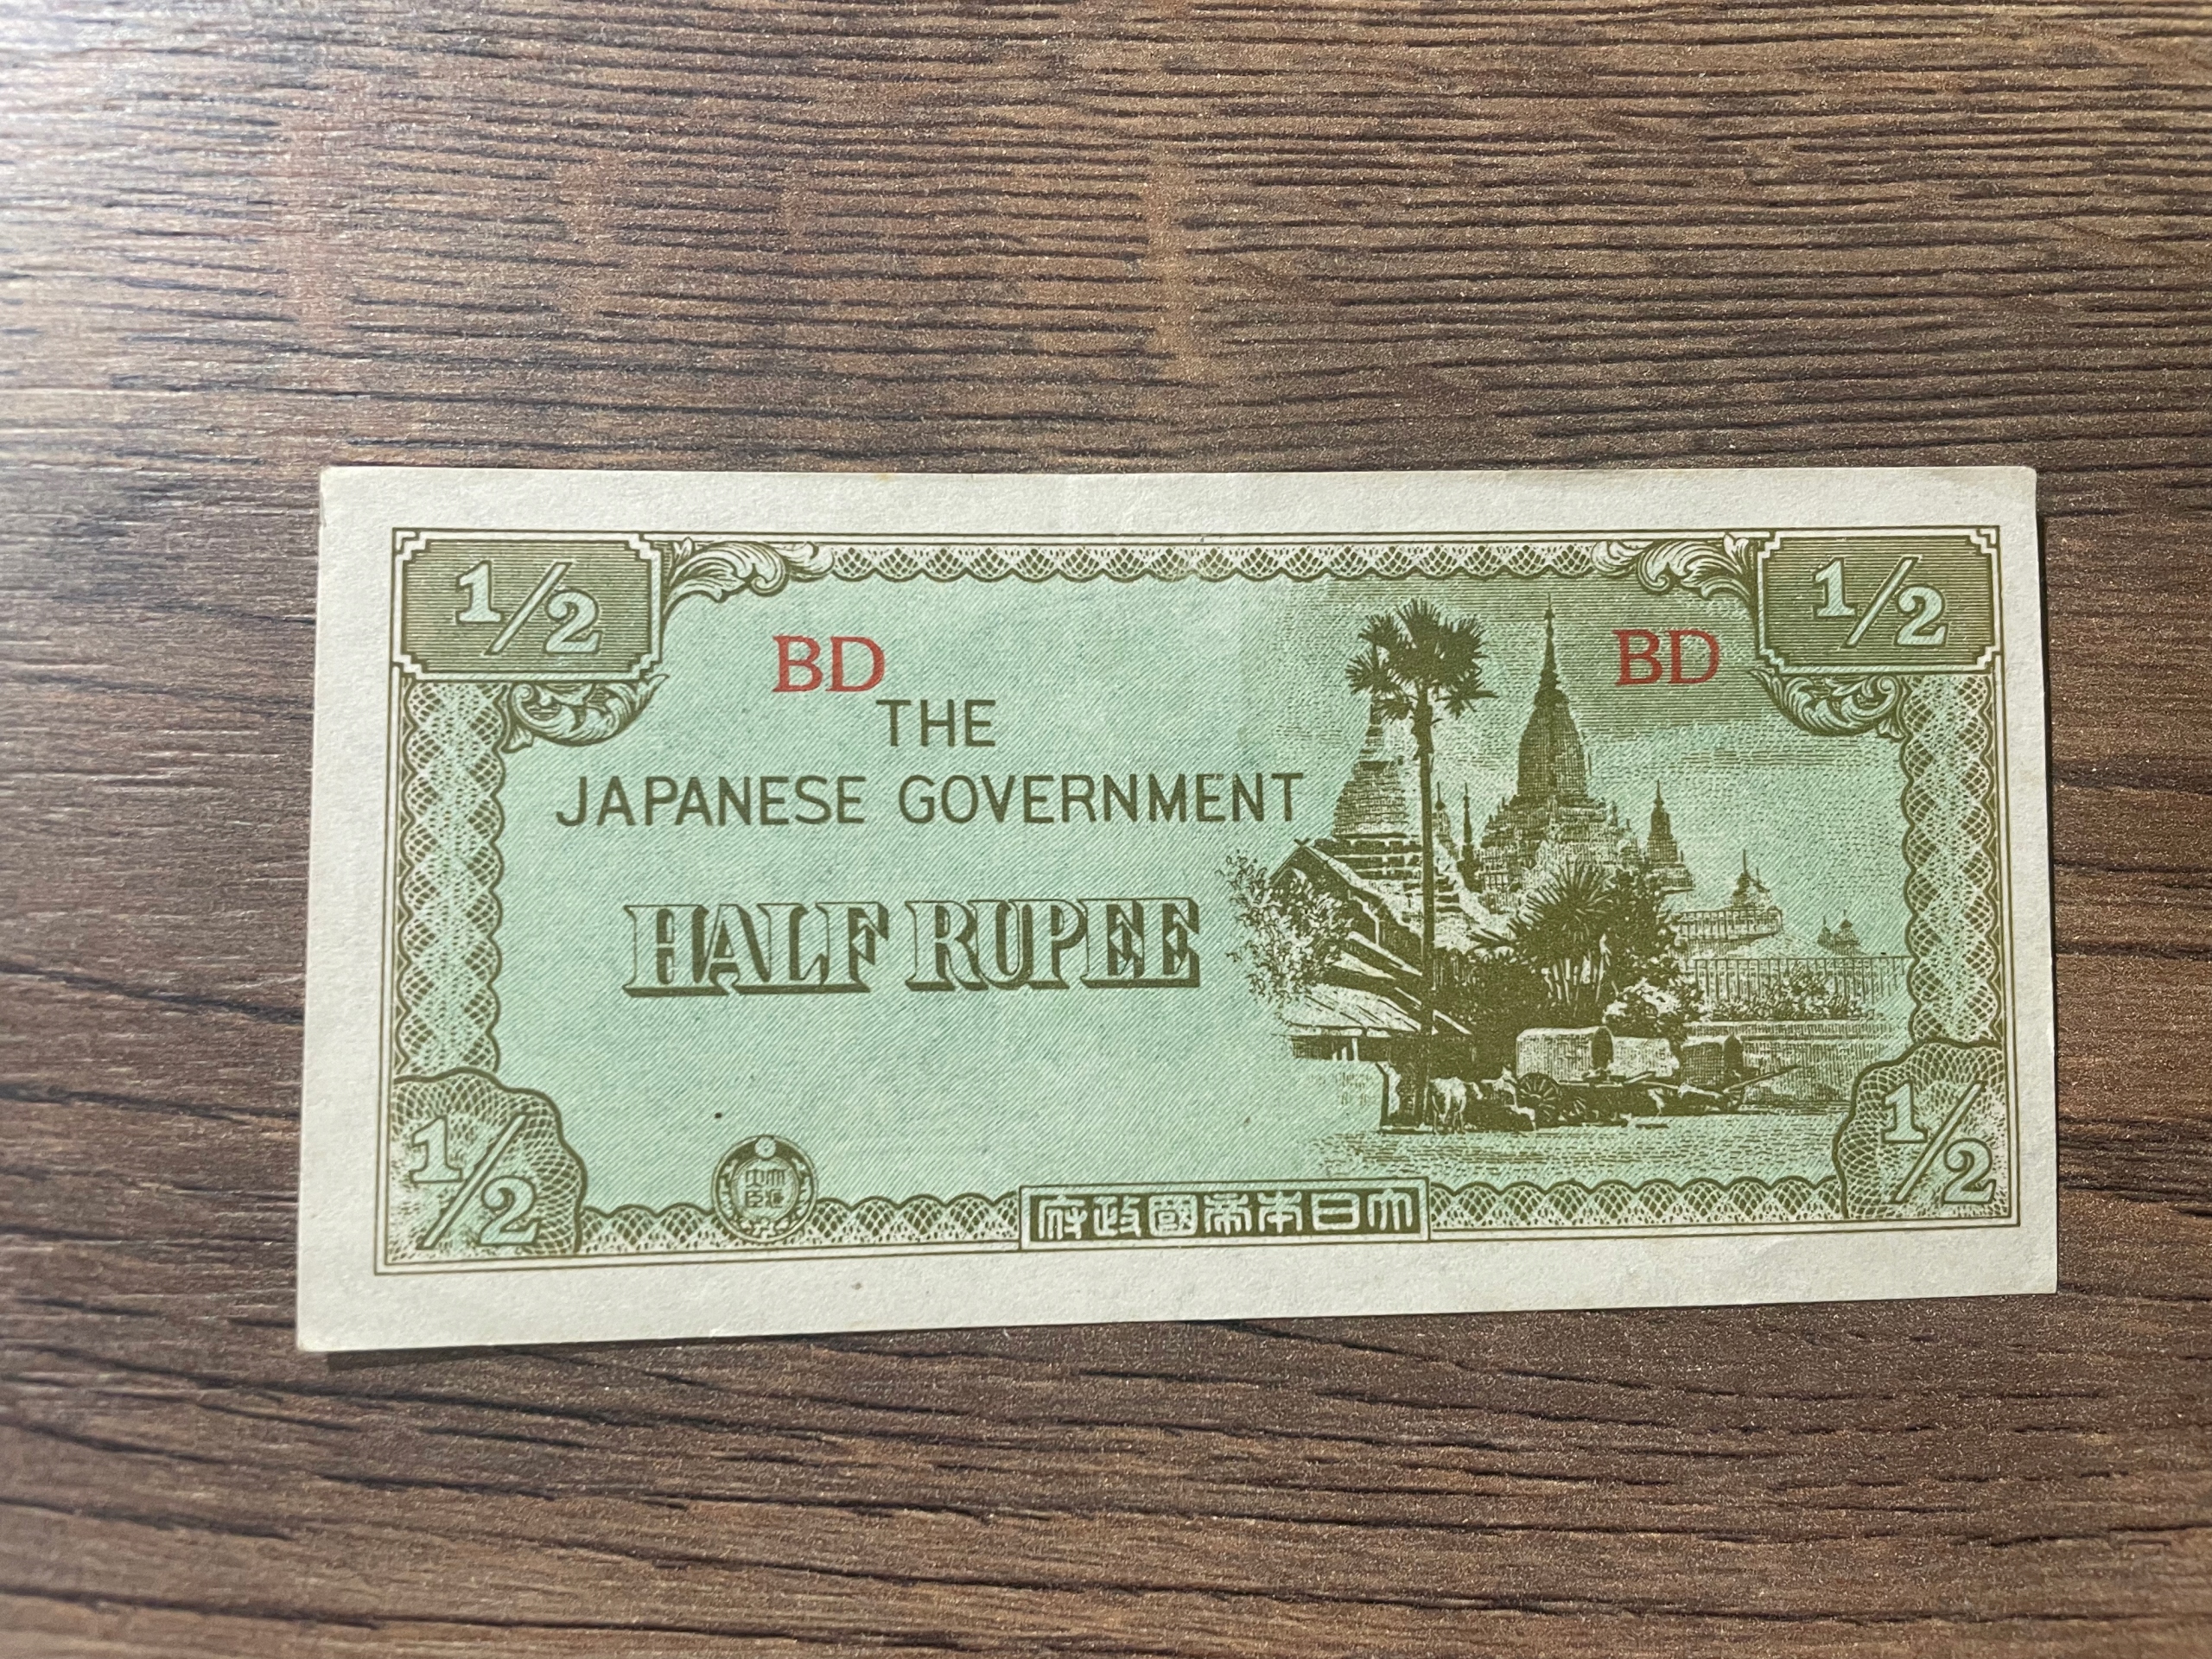 1/2
1/2
BD
BD
THE
JAPANESE GOVERNMENT
HALF RUPEE
1/2
1/2
府政國帝本日大